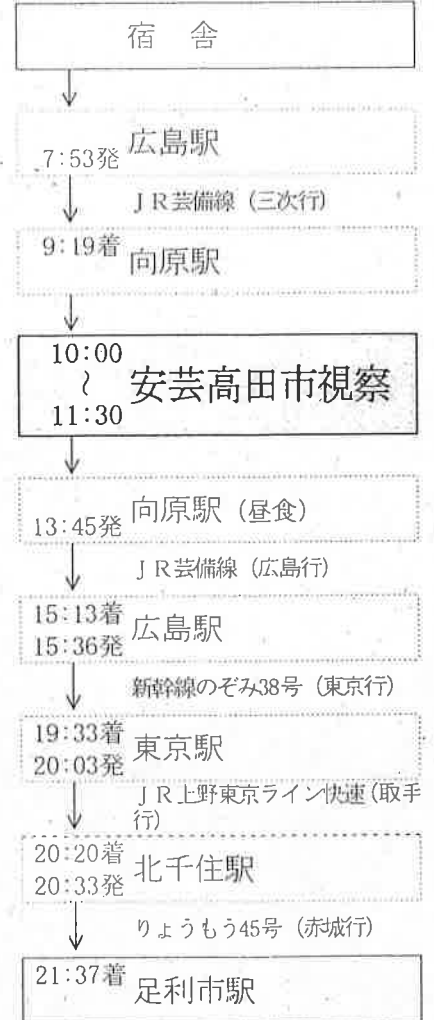 宿 舎
広島駅
7:53発
JR芸備線（三次行）
9:19着
向原駅
10:00
～
11:30
安芸高田市視察
向原駅（昼食）
13:45発
JR芸備線（広島行）
15:13着
15:36発
広島駅
新幹線のぞみ38号（東京行）
19:33着
20:03発
東京駅
JR上野東京ライン快速（取手
行）
20:20着
20:33発
北千住駅
りょうもう45号（赤城行）
21:37着
足利市駅